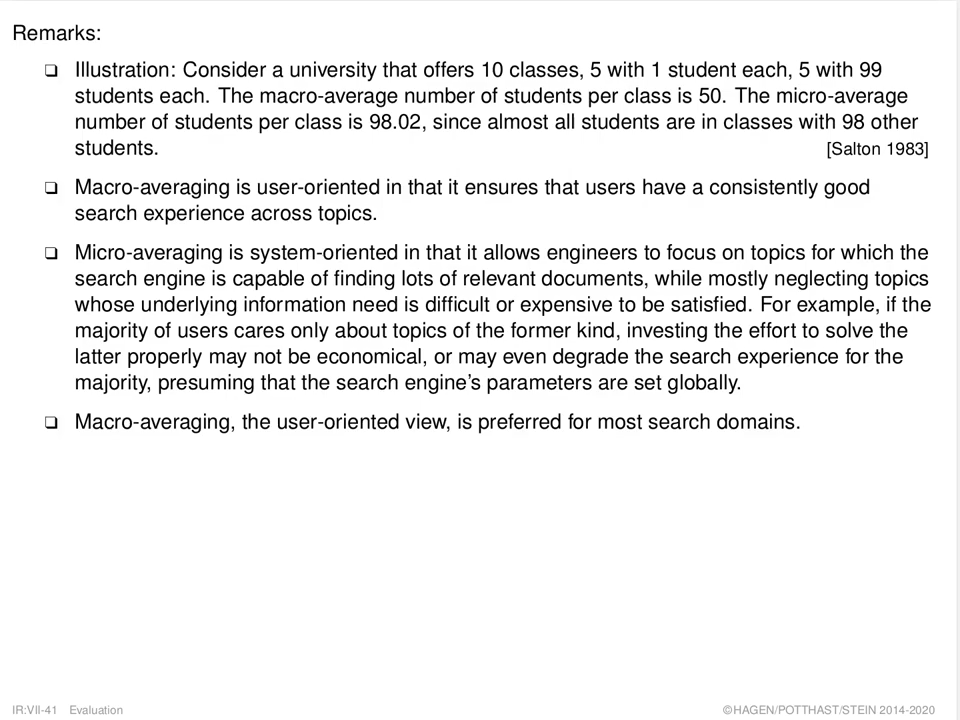 Remarks:
❑ Illustration: Consider a university that offers 10 classes, 5 with 1 student each, 5 with 99
students each. The macro-average number of students per class is 50. The micro-average
number of students per class is 98.02, since almost all students are in classes with 98 other
students. [Salton 1983]
❑ Macro-averaging is user-oriented in that it ensures that users have a consistently good
search experience across topics.
❑ Micro-averaging is system-oriented in that it allows engineers to focus on topics for which the
search engine is capable of finding lots of relevant documents, while mostly neglecting topics
whose underlying information need is difficult or expensive to be satisfied. For example, if the
majority of users cares only about topics of the former kind, investing the effort to solve the
latter properly may not be economical, or may even degrade the search experience for the
majority, presuming that the search engine's parameters are set globally.
❑ Macro-averaging, the user-oriented view, is preferred for most search domains.
IR:VII-41 Evaluation ©HAGEN/POTTHAST/STEIN 2014-2020